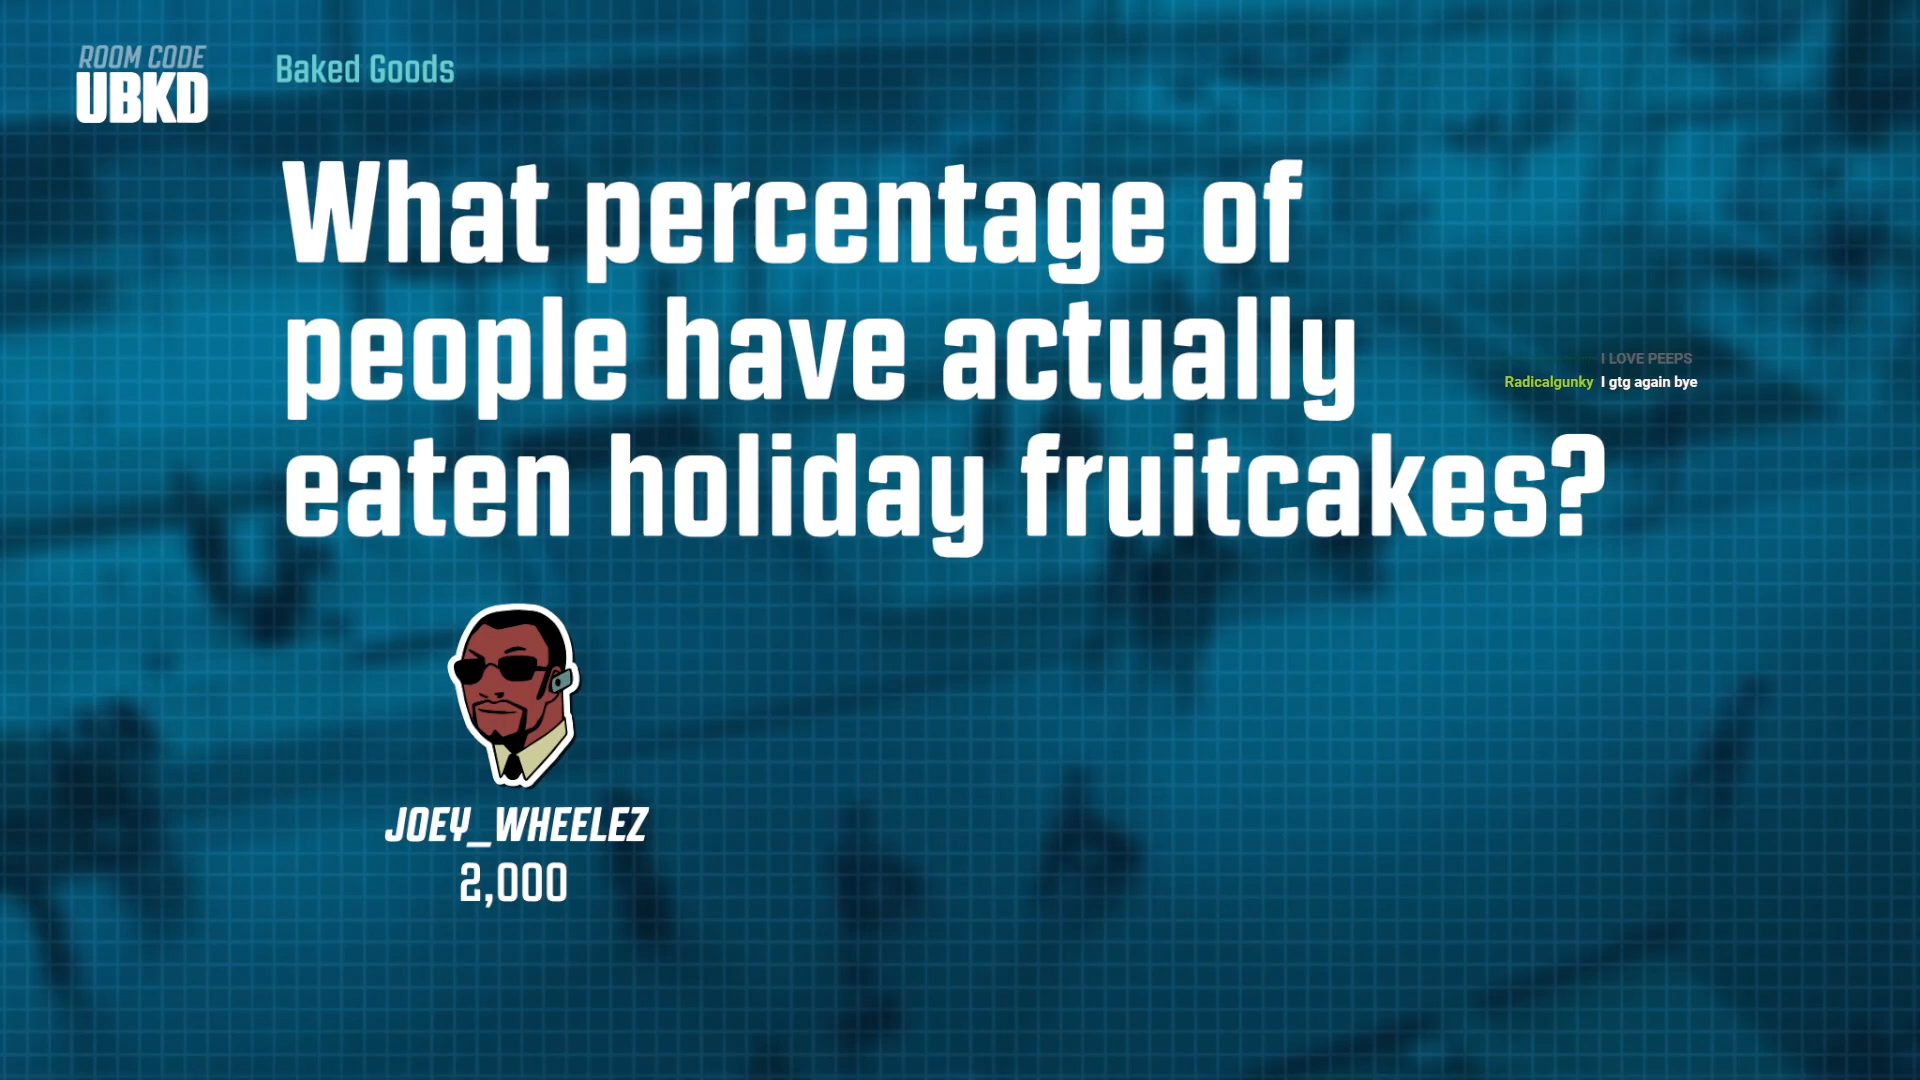 ROOM CODE
UBKD
Baked Goods
What percentage of
people have actually
eaten holiday fruitcakes?
I LOVE PEEPS
Radicalgunky I gtg again bye
JOEY_WHEELEZ
2,000